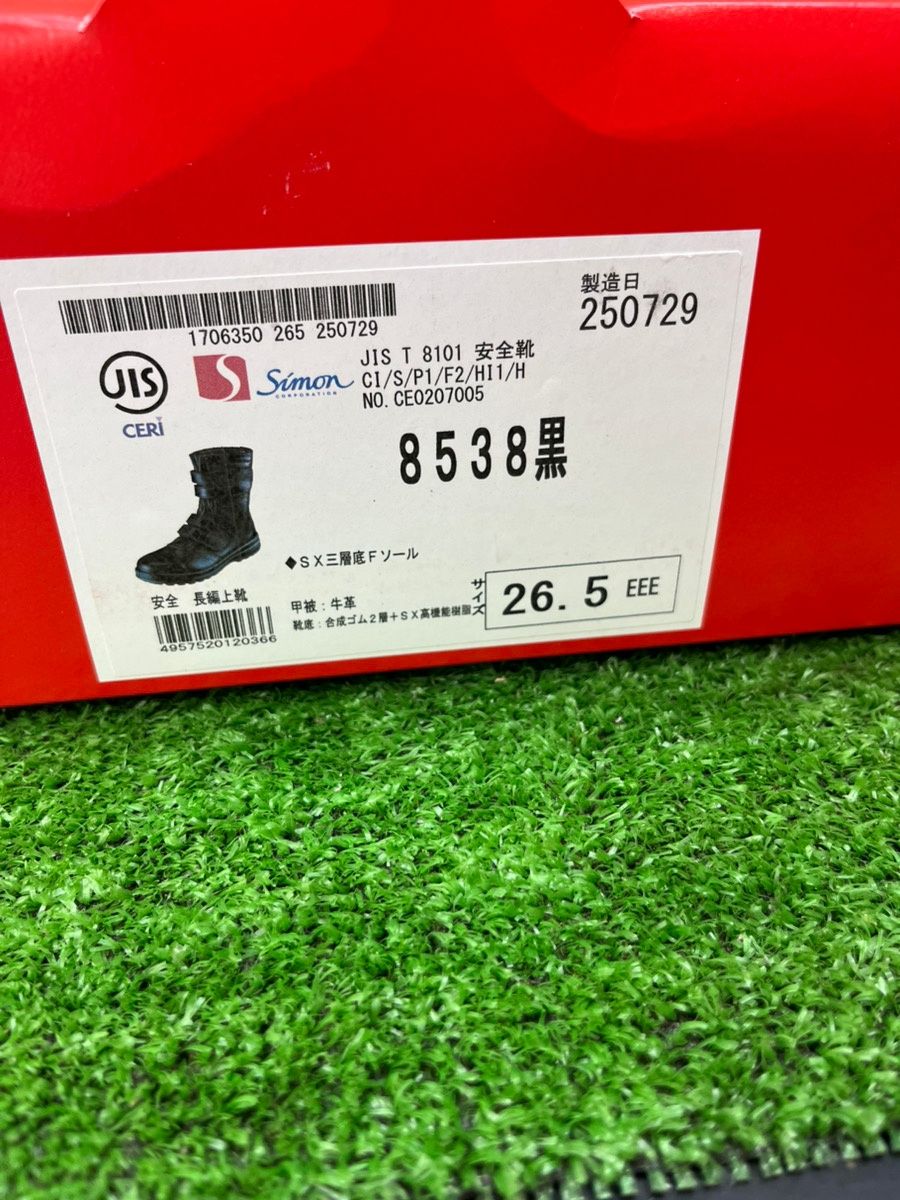 製造日
250729
1706350 265 250729
JIS
CERI
S
Simon
CORPORATION
JIS T 8101 安全靴
CI/S/P1/F2/HI1/H
NO.CE0207005
8538黒
◆SX三層底Fソール
安全 長編上靴
4957520120366
甲被:牛革
靴底:合成ゴム2層+SX高機能樹脂
サイズ
26.5 EEE